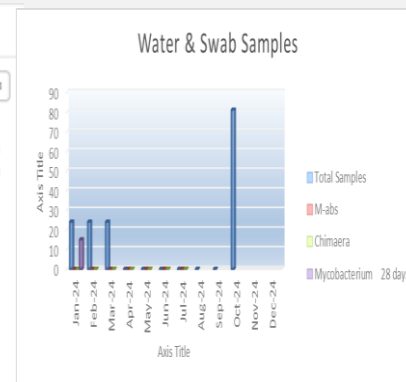 Water & Swab Samples
90
80
70
60
50
40
30
20
10
0
Axis Title
Jan-24
Feb-24
Mar-24
Apr-24
May-24
Jun-24
Jul-24
Aug-24
Sep-24
Oct-24
Nov-24
Dec-24
Axis Title
Total Samples
M-abs
Chimaera
Mycobacterium 28 day